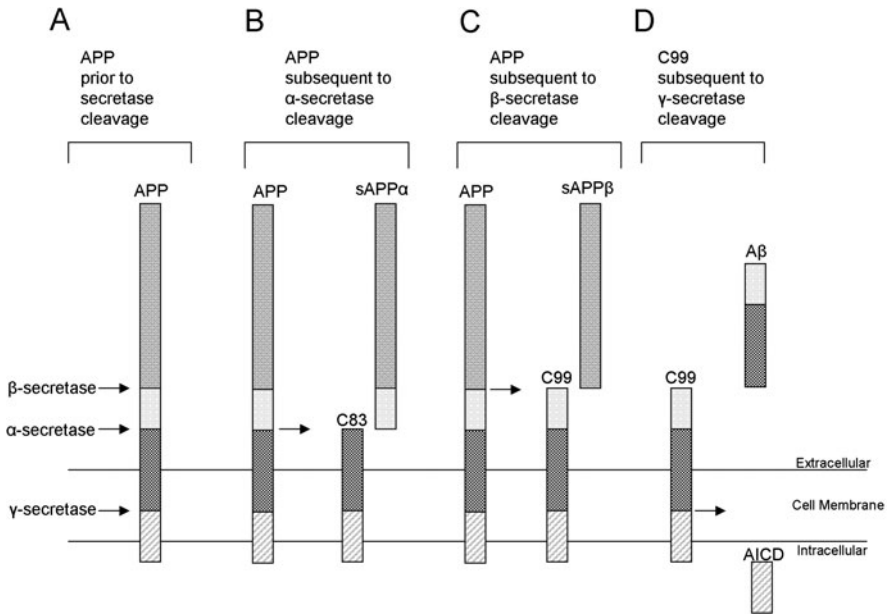 A
B
C
D
APP
prior to
secretase
cleavage
APP
subsequent to
α-secretase
cleavage
APP
subsequent to
β-secretase
cleavage
C99
subsequent to
γ-secretase
cleavage
APP
APP
sAPPα
APP
sAPPβ
Aβ
β-secretase
C99
C99
α-secretase
C83
Extracellular
γ-secretase
Cell Membrane
Intracellular
AICD